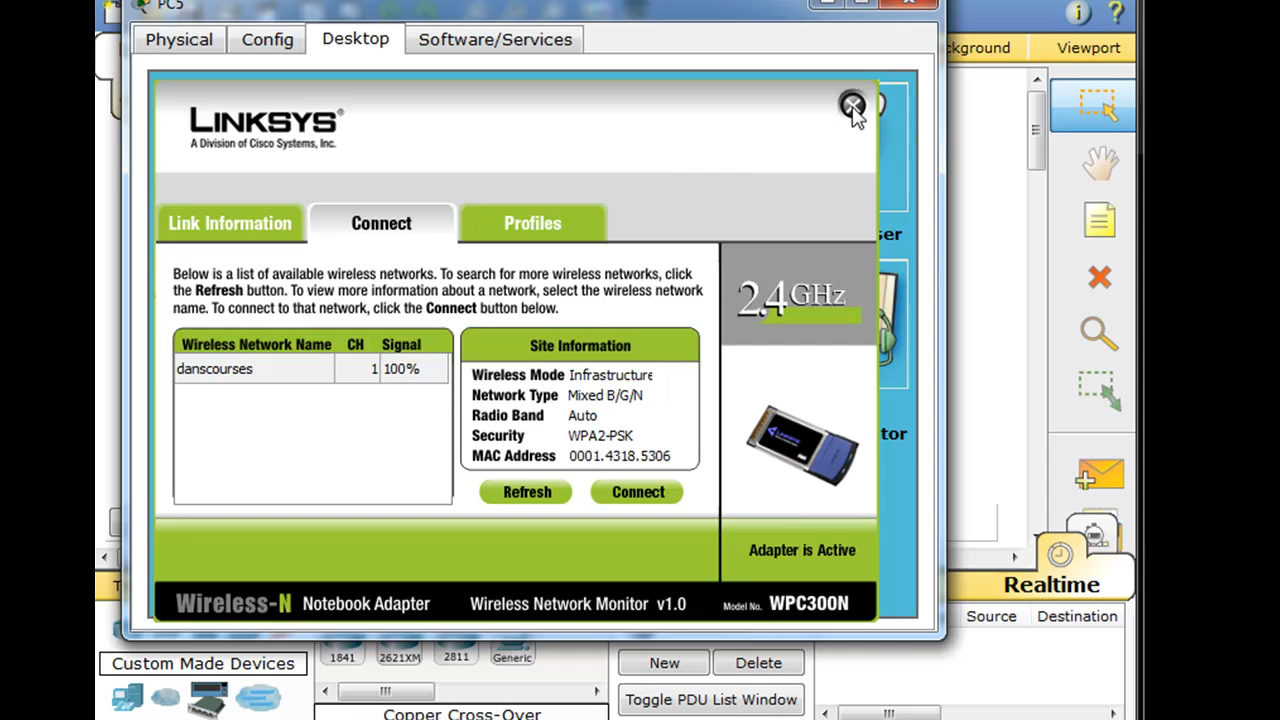 PC5
Physical
Config
Desktop
Software/Services
Viewport
LINKSYS®
A Division of Cisco Systems, Inc.
Link Information
Connect
Profiles
Below is a list of available wireless networks. To search for more wireless networks, click
the Refresh button. To view more information about a network, select the wireless network
name. To connect to that network, click the Connect button below.
2.4GHz
Wireless Network Name CH Signal
danscourses 1 100%
Site Information
Wireless Mode Infrastructure
Network Type Mixed B/G/N
Radio Band Auto
Security WPA2-PSK
MAC Address 0001.4318.5306
Refresh
Connect
Adapter is Active
Wireless-N Notebook Adapter Wireless Network Monitor v1.0 Model No. WPC300N
Realtime
Source Destination
Custom Made Devices
1841
2621XM
2811
Generic
New
Delete
Toggle PDU List Window
Copper Cross-Over